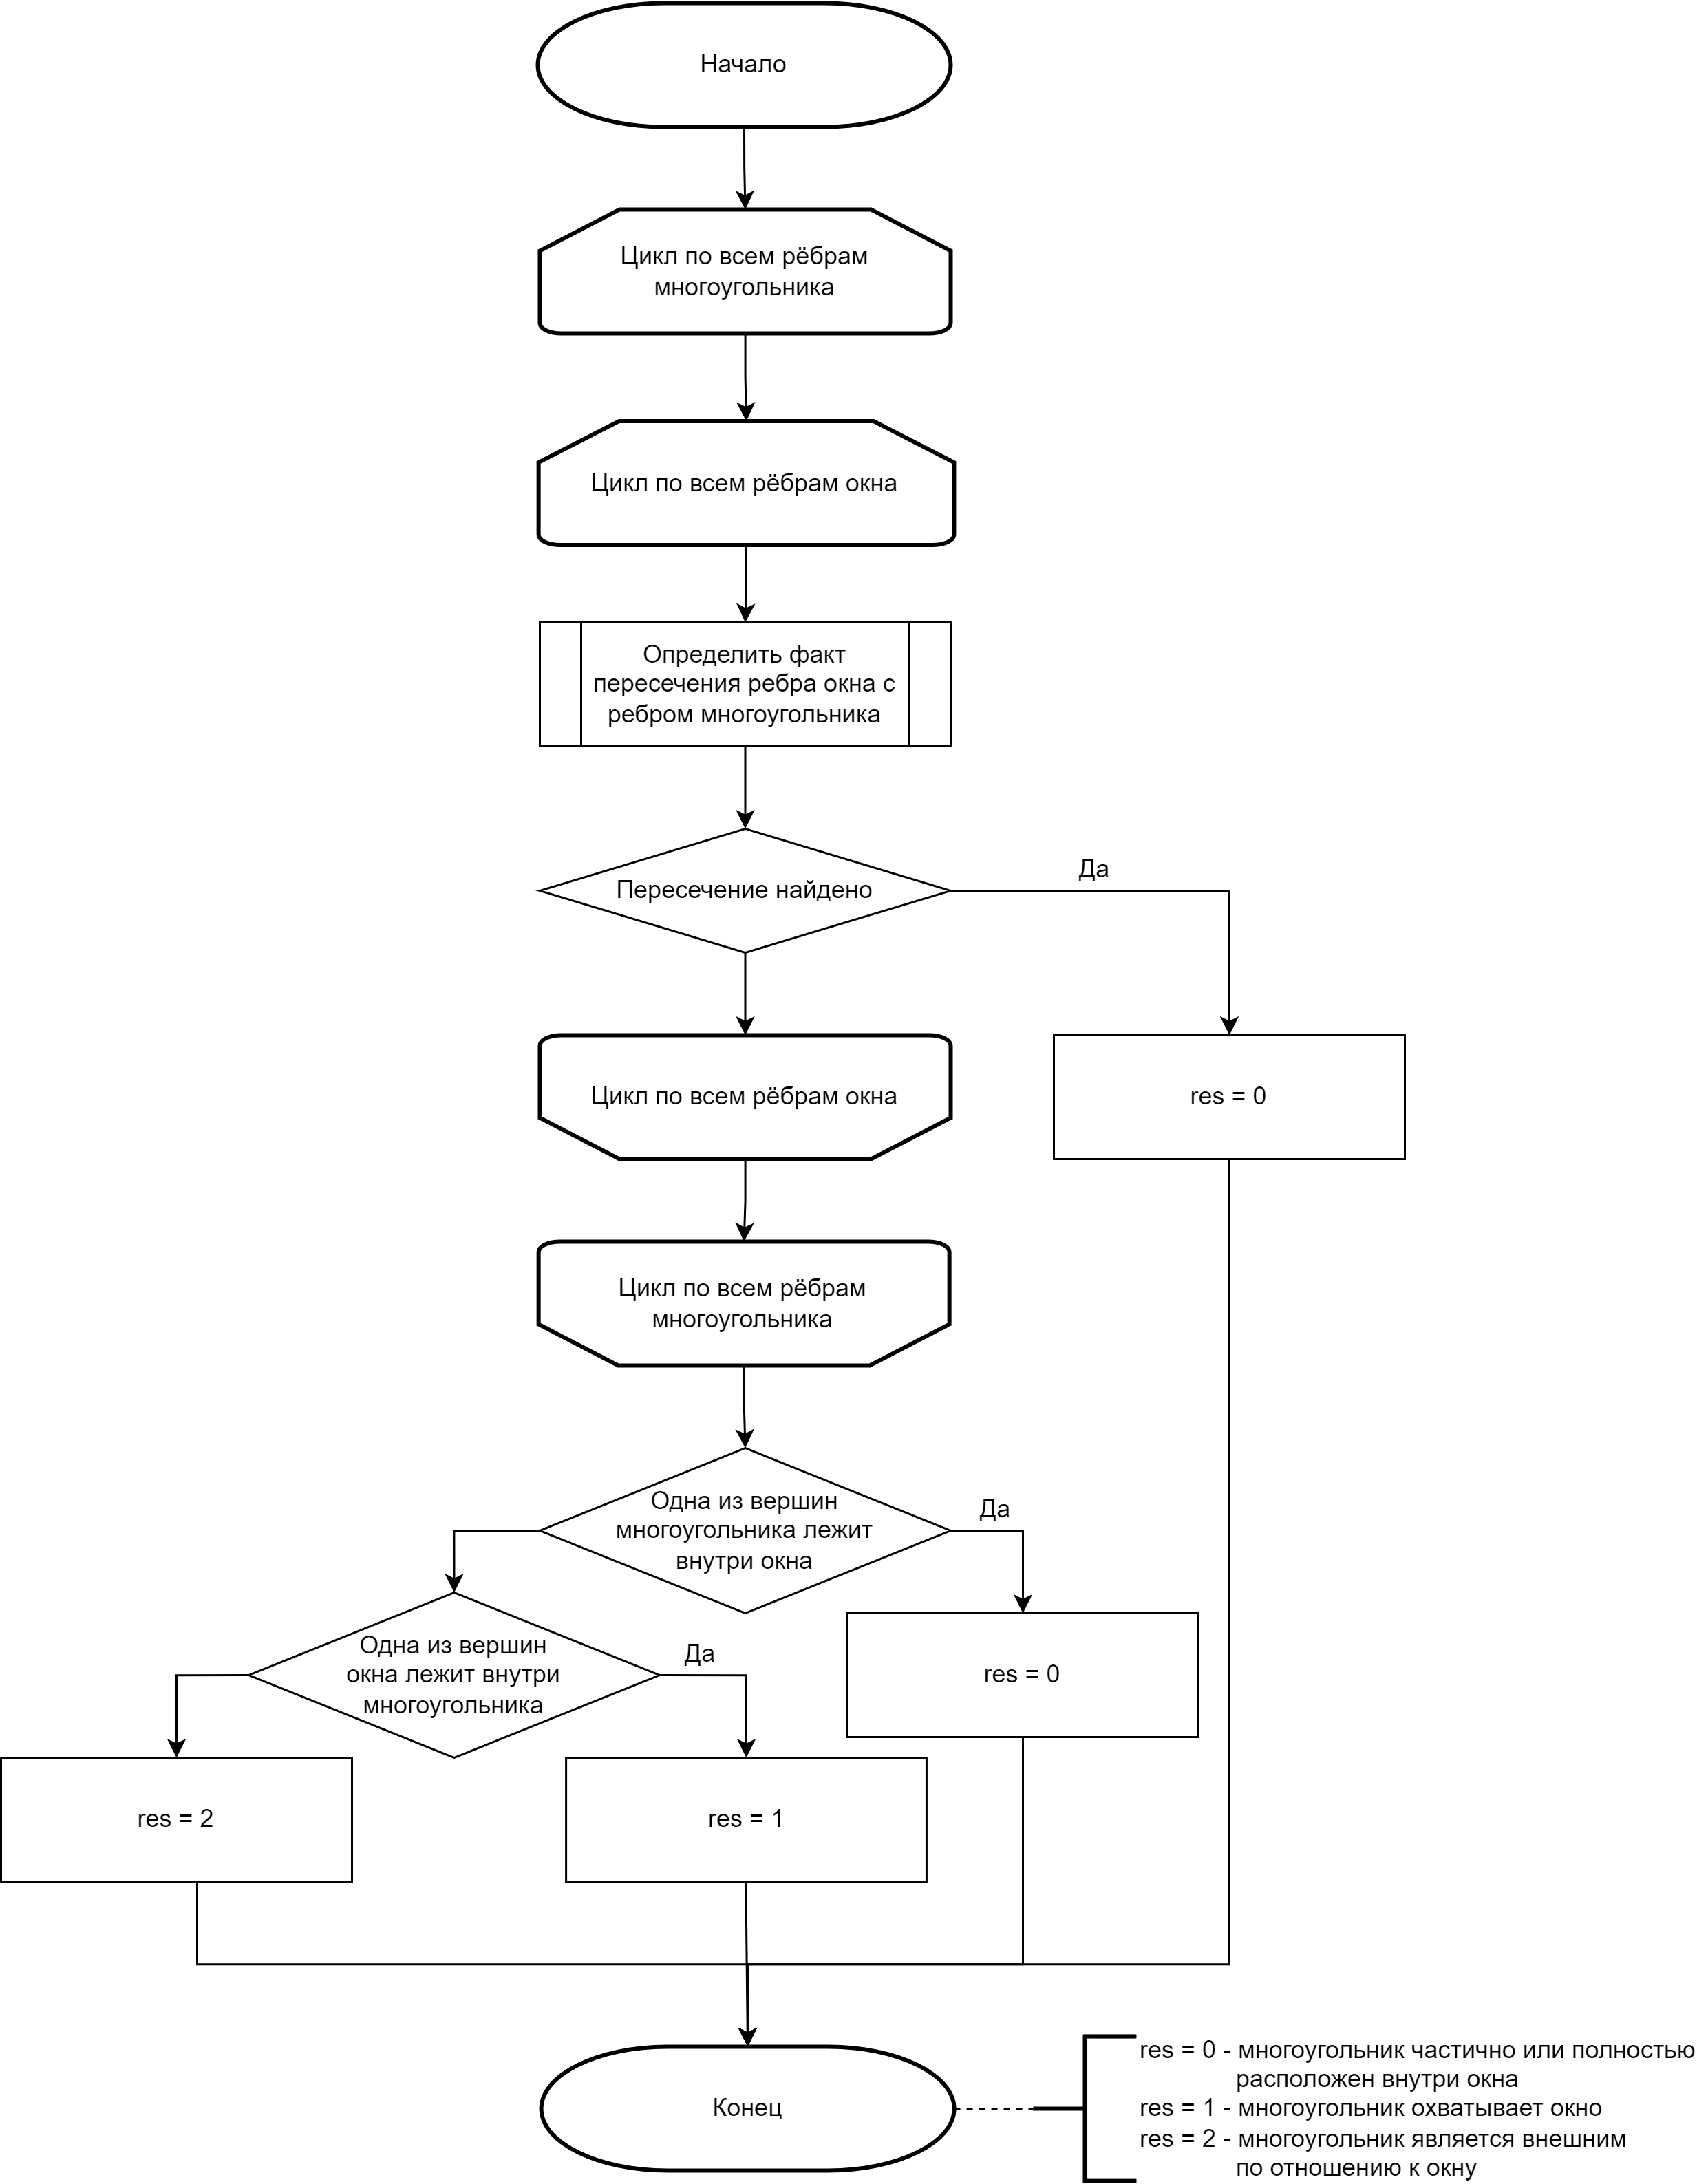 Начало
Цикл по всем рёбрам
многоугольника
Цикл по всем рёбрам окна
Определить факт
пересечения ребра окна с
ребром многоугольника
Пересечение найдено
Да
Цикл по всем рёбрам окна
res = 0
Цикл по всем рёбрам
многоугольника
Одна из вершин
многоугольника лежит
внутри окна
Да
Одна из вершин
окна лежит внутри
многоугольника
Да
res = 0
res = 2
res = 1
Конец
res = 0 - многоугольник частично или полностью
расположен внутри окна
res = 1 - многоугольник охватывает окно
res = 2 - многоугольник является внешним
по отношению к окну